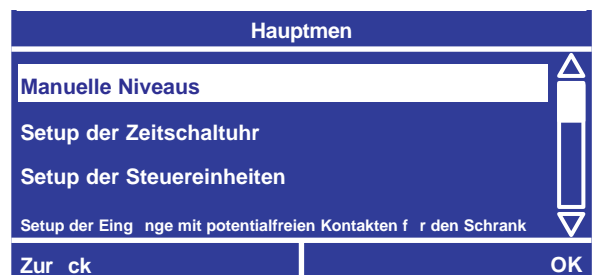 Hauptmen
Manuelle Niveaus
Setup der Zeitschaltuhr
Setup der Steuereinheiten
Setup der Eing nge mit potentialfreien Kontakten f r den Schrank
Zur ck OK